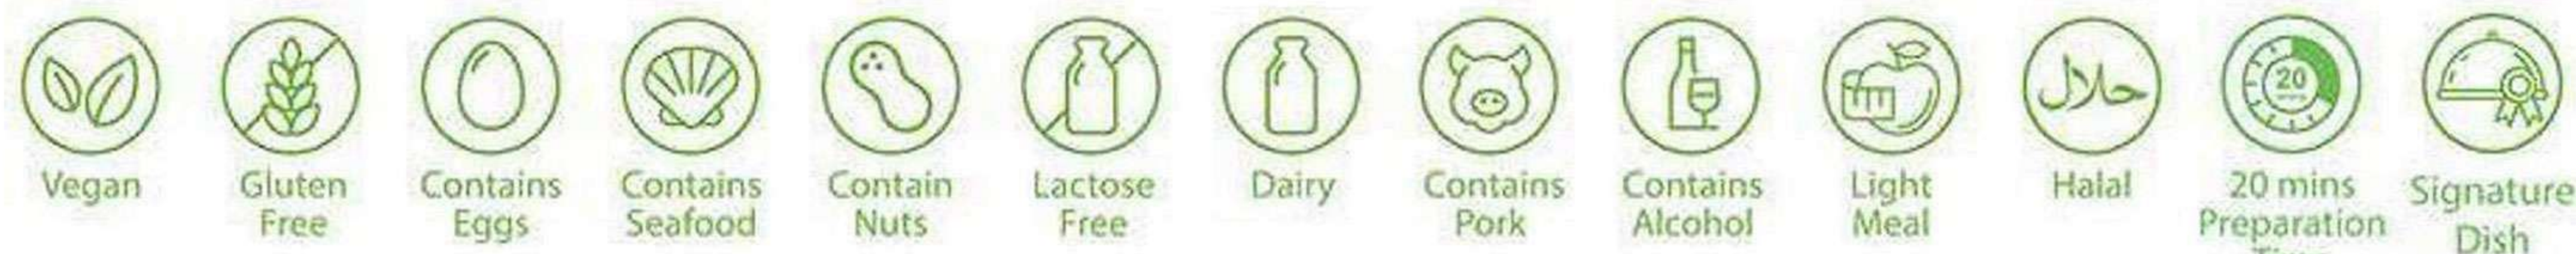 20
حلال
Vegan
Gluten
Free
Contains
Eggs
Contains
Seafood
Contain
Nuts
Lactose
Free
Dairy
Contains
Pork
Contains
Alcohol
Light
Meal
Halal
20 mins
Preparation
Signature
Dish